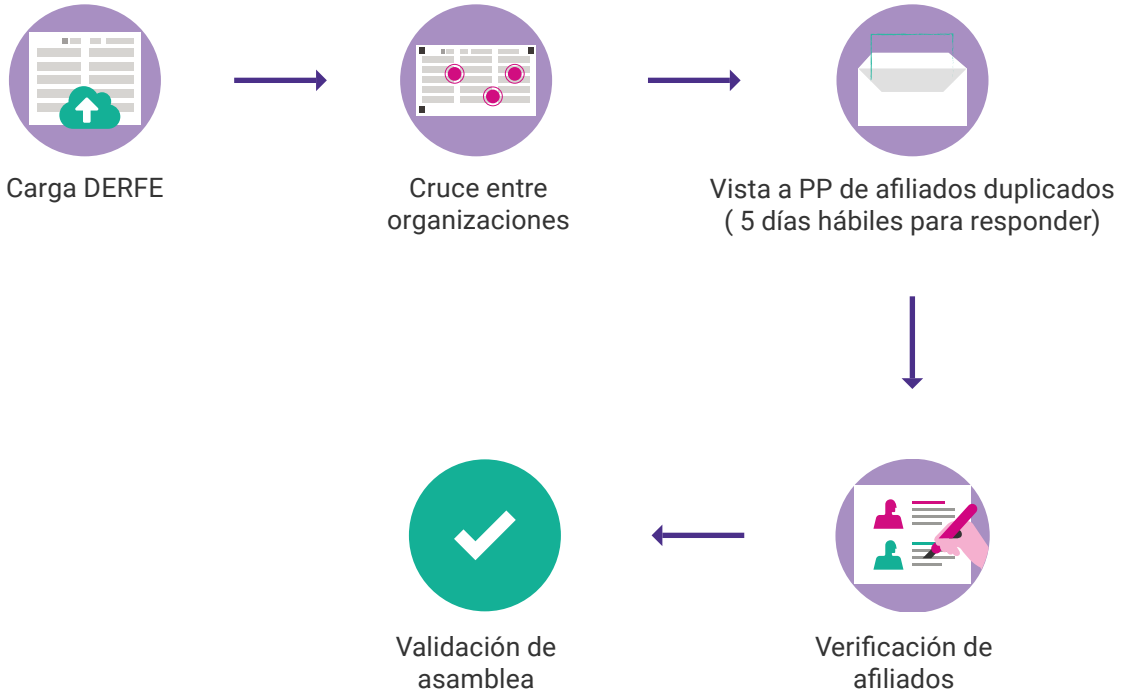 Carga DERFE
Cruce entre
organizaciones
Vista a PP de afiliados duplicados
( 5 días hábiles para responder)
Verificación de
afiliados
Validación de
asamblea